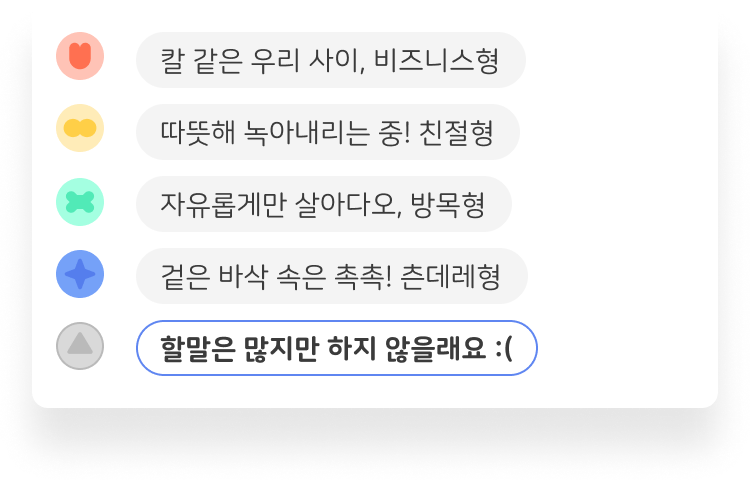 칼 같은 우리 사이, 비즈니스형
따뜻해 녹아내리는 중! 친절형
자유롭게만 살아다오, 방목형
겉은 바삭 속은 촉촉! 츤데레형
할말은 많지만 하지 않을래요 :(